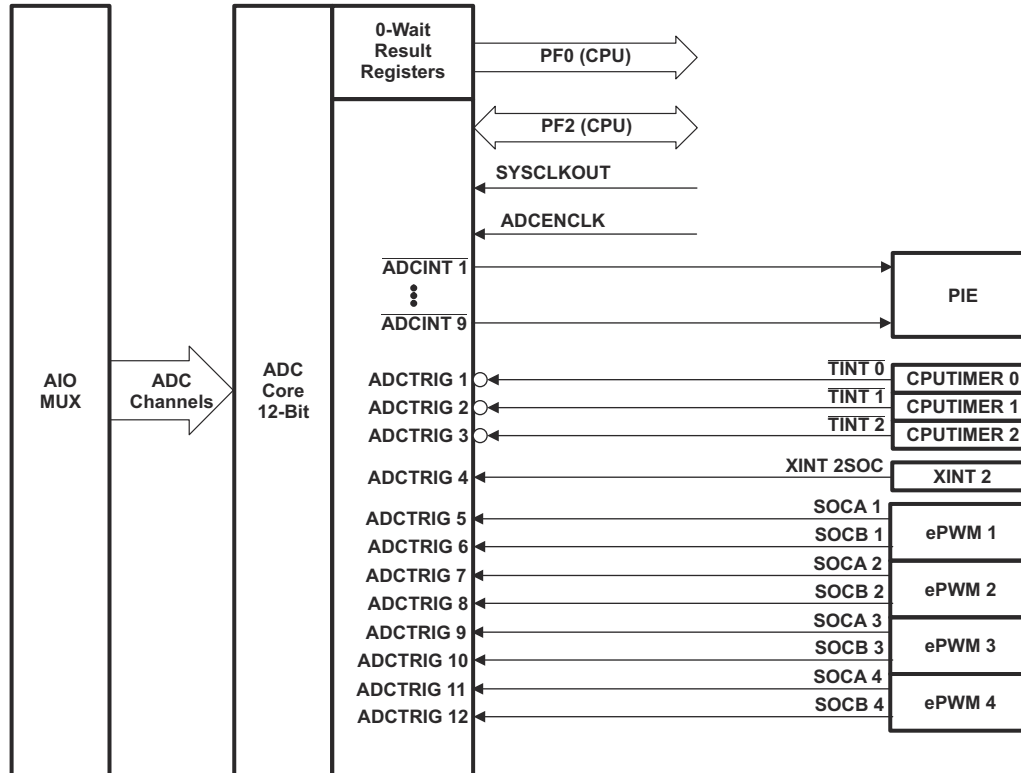 0-Wait
Result
Registers
PF0 (CPU)
PF2 (CPU)
SYSCLKOUT
ADCENCLK
ADCINT 1
PIE
ADCINT 9
AIO
MUX
ADC
Channels
ADC
Core
12-Bit
ADCTRIG 1
TINT 0
CPUTIMER 0
ADCTRIG 2
TINT 1
CPUTIMER 1
ADCTRIG 3
TINT 2
CPUTIMER 2
ADCTRIG 4
XINT 2SOC
XINT 2
ADCTRIG 5
SOCA 1
ePWM 1
ADCTRIG 6
SOCB 1
ADCTRIG 7
SOCA 2
ePWM 2
ADCTRIG 8
SOCB 2
ADCTRIG 9
SOCA 3
ePWM 3
ADCTRIG 10
SOCB 3
ADCTRIG 11
SOCA 4
ePWM 4
ADCTRIG 12
SOCB 4